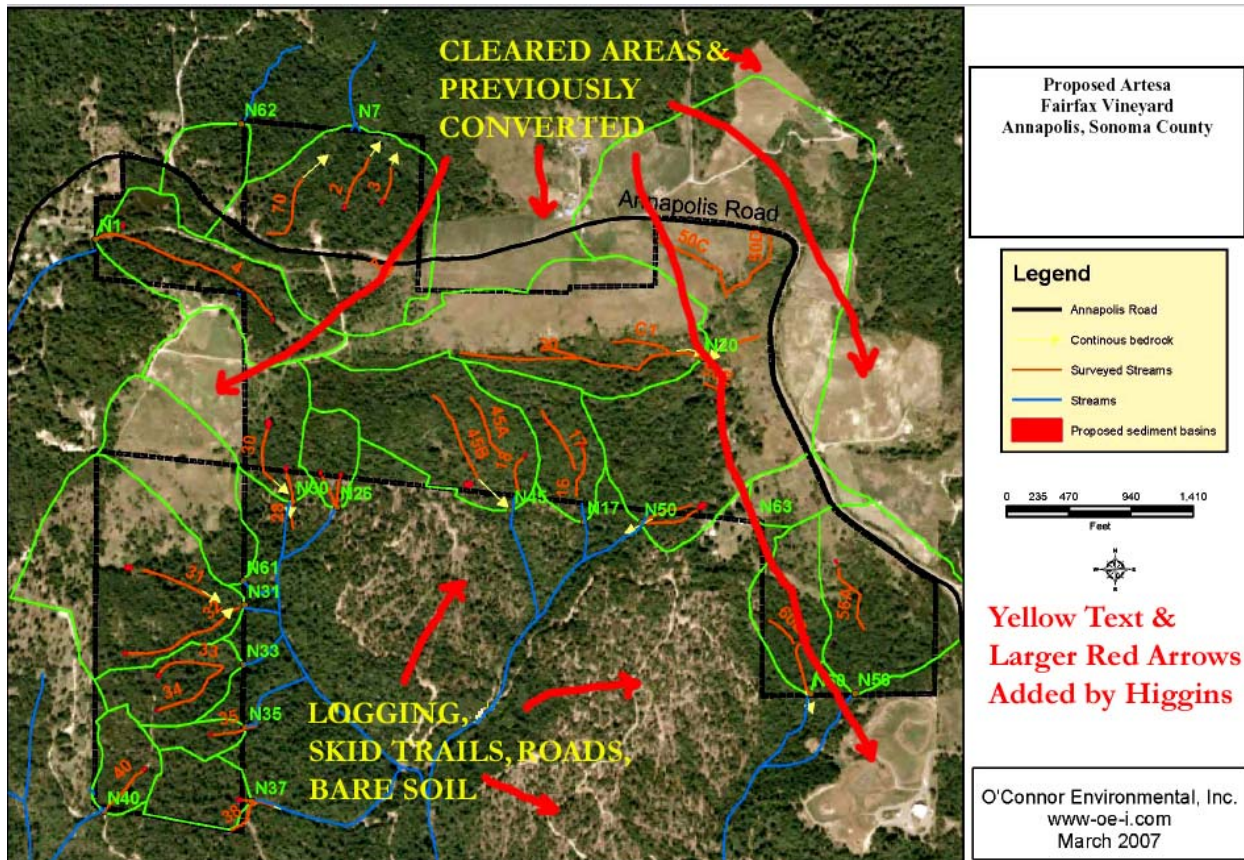 CLEARED AREAS &
PREVIOUSLY
CONVERTED
N62
N7
N1
70
2
3
4
Annapolis Road
50C
50D
C1
N20
30
45A
45B
17
16
N60
N26
N45
N17
N50
N63
28
N61
N31
31
32
33
N33
34
35
N35
56A
N58
40
N40
N37
38
LOGGING,
SKID TRAILS, ROADS,
BARE SOIL
Proposed Artesa
Fairfax Vineyard
Annapolis, Sonoma County
Legend
Annapolis Road
Continous bedrock
Surveyed Streams
Streams
Proposed sediment basins
0 235 470 940 1,410
Feet
N
W E
S
Yellow Text &
Larger Red Arrows
Added by Higgins
O'Connor Environmental, Inc.
www-oe-i.com
March 2007